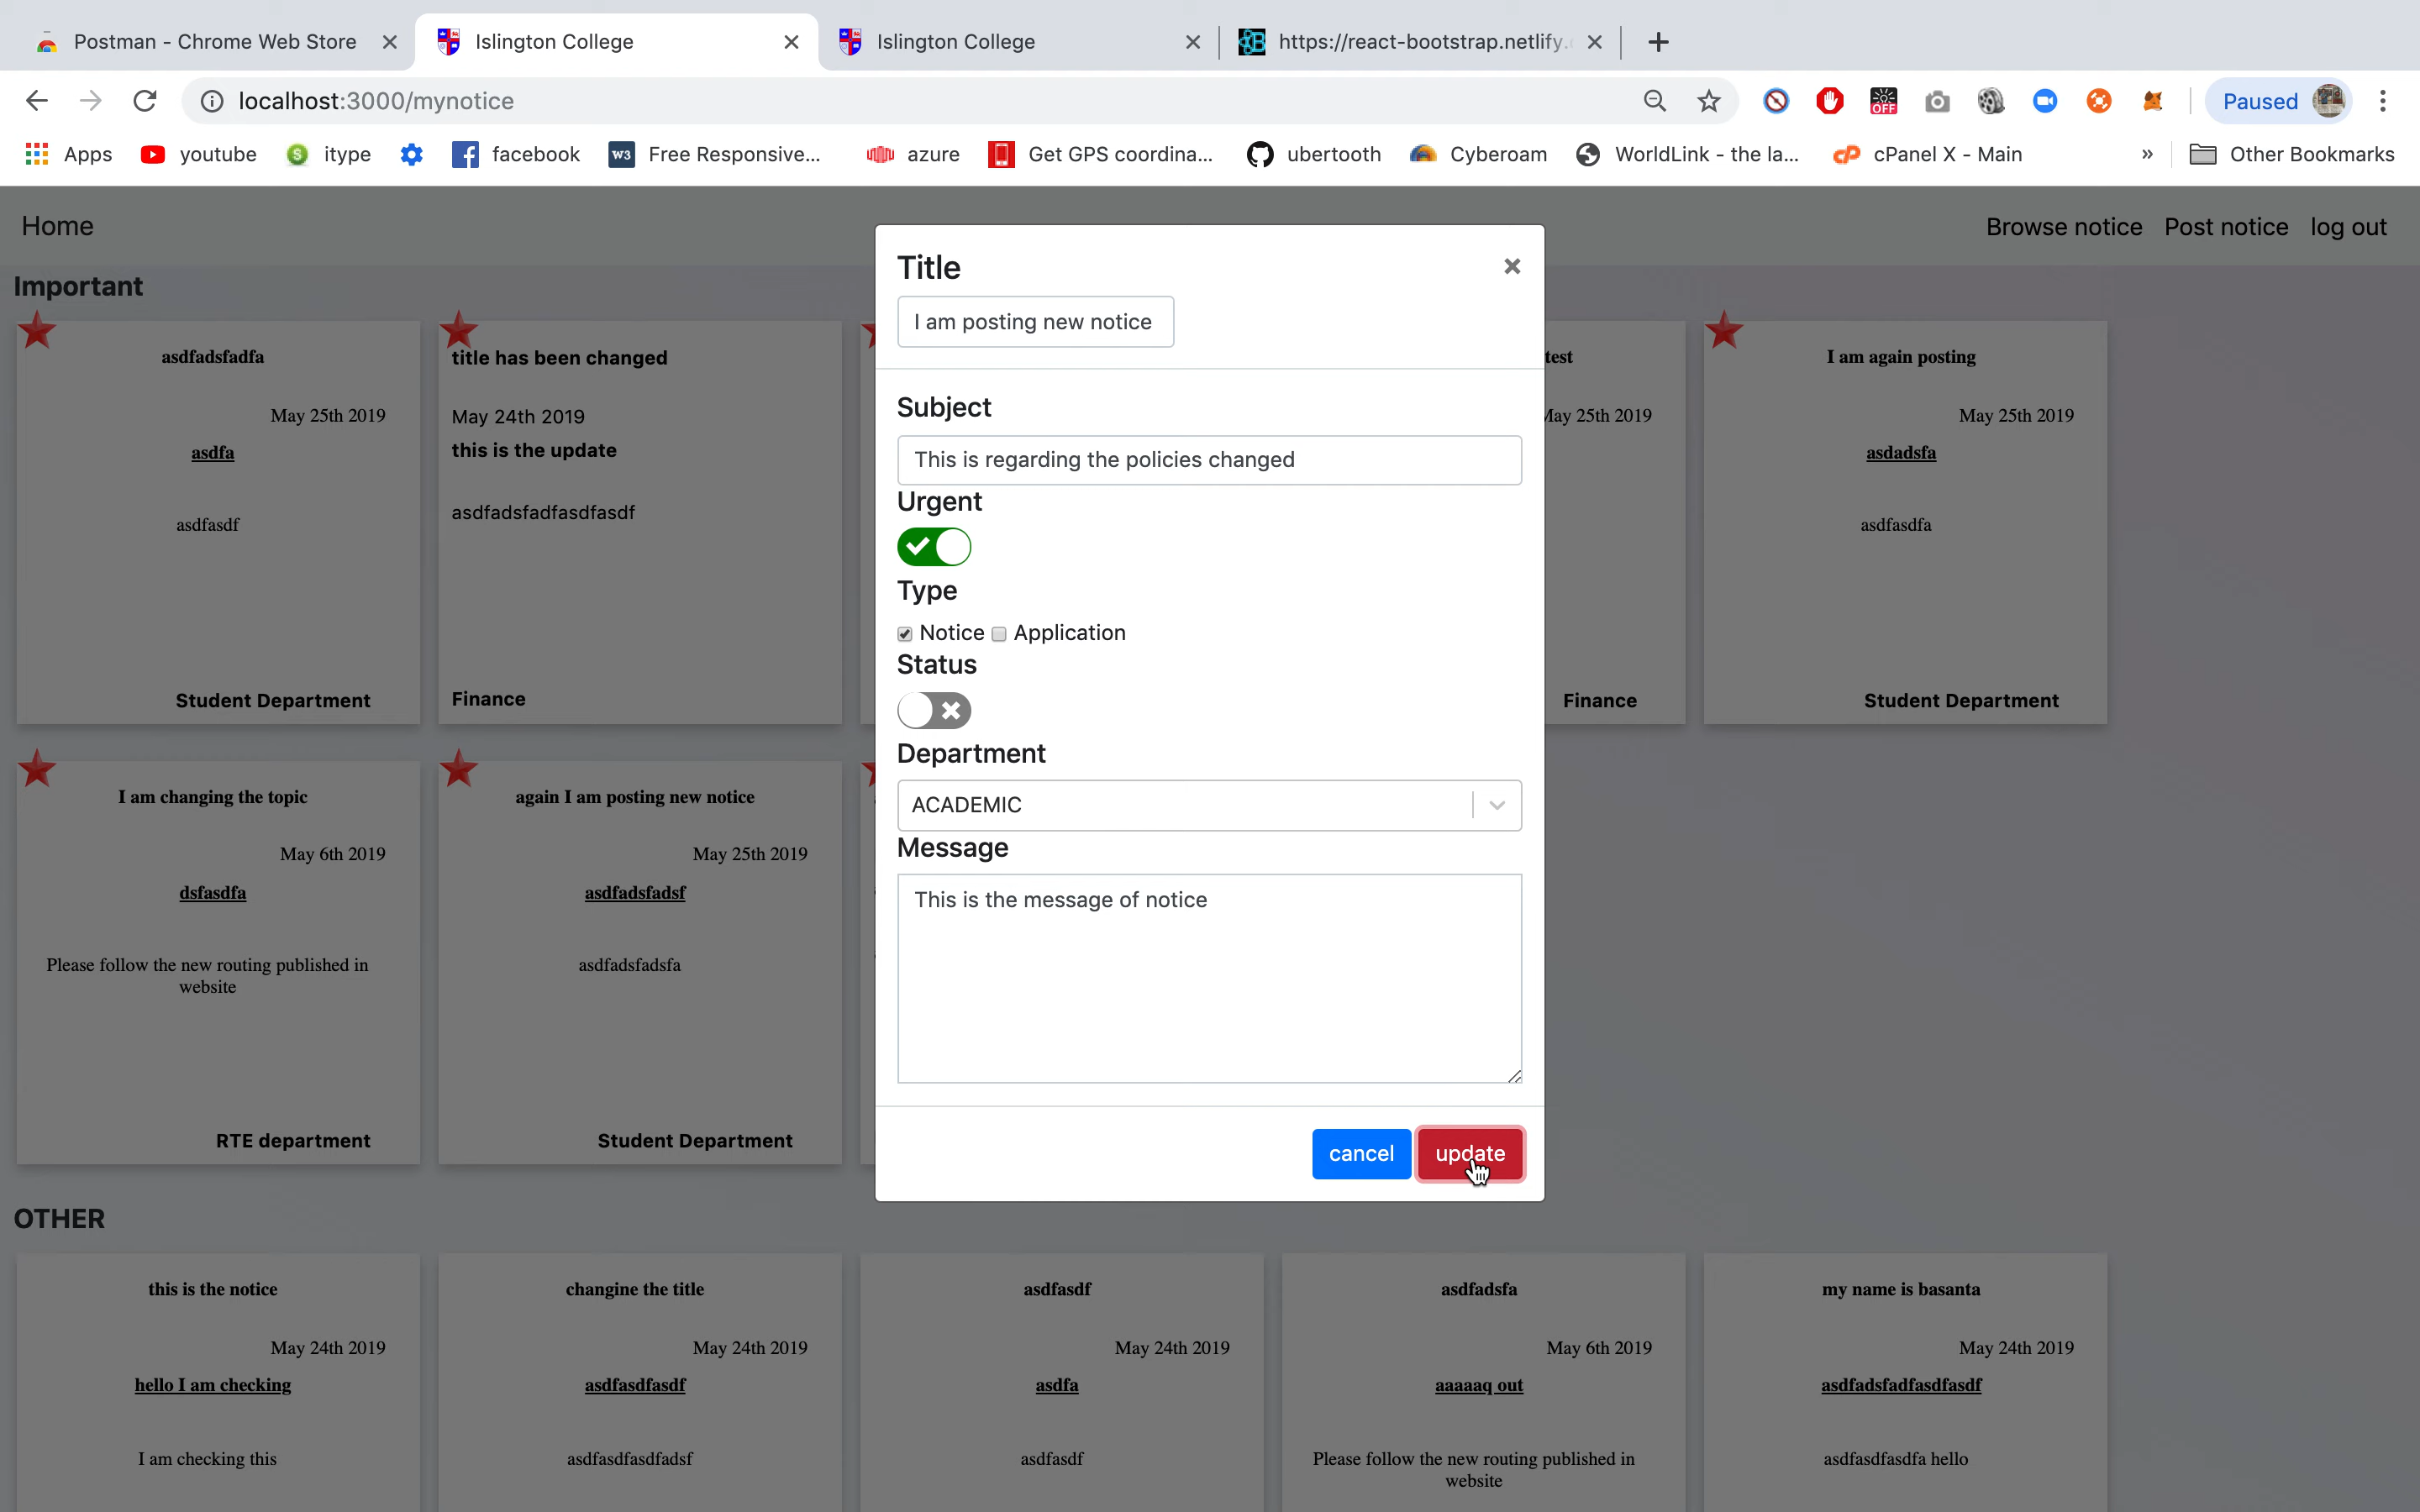 Postman - Chrome Web Store
Islington College
Islington College
https://react-bootstrap.netlify.
localhost:3000/mynotice
OFF
Paused
Apps
youtube
itype
facebook
W3 Free Responsive...
azure
Get GPS coordina...
ubertooth
Cyberoam
WorldLink - the la...
cP cPanel X - Main
»
Other Bookmarks
Home
Browse notice Post notice log out
Important
asdfadsfadfa
May 25th 2019
asdfa
asdfasdf
Student Department
title has been changed
May 24th 2019
this is the update
asdfadsfadfasdfasdf
Finance
test
May 25th 2019
Finance
I am again posting
May 25th 2019
asdadsfa
asdfasdfa
Student Department
Title
I am posting new notice
Subject
This is regarding the policies changed
Urgent
Type
Notice Application
Status
Department
ACADEMIC
Message
This is the message of notice
cancel update
I am changing the topic
May 6th 2019
dsfasdfa
Please follow the new routing published in
website
RTE department
again I am posting new notice
May 25th 2019
asdfadsfadsf
asdfadsfadsfa
Student Department
OTHER
this is the notice
May 24th 2019
hello I am checking
I am checking this
changine the title
May 24th 2019
asdfasdfasdf
asdfasdfasdfadsf
asdfasdf
May 24th 2019
asdfa
asdfasdf
asdfadsfa
May 6th 2019
aaaaaq out
Please follow the new routing published in
website
my name is basanta
May 24th 2019
asdfadsfadfasdfasdf
asdfasdfasdfa hello